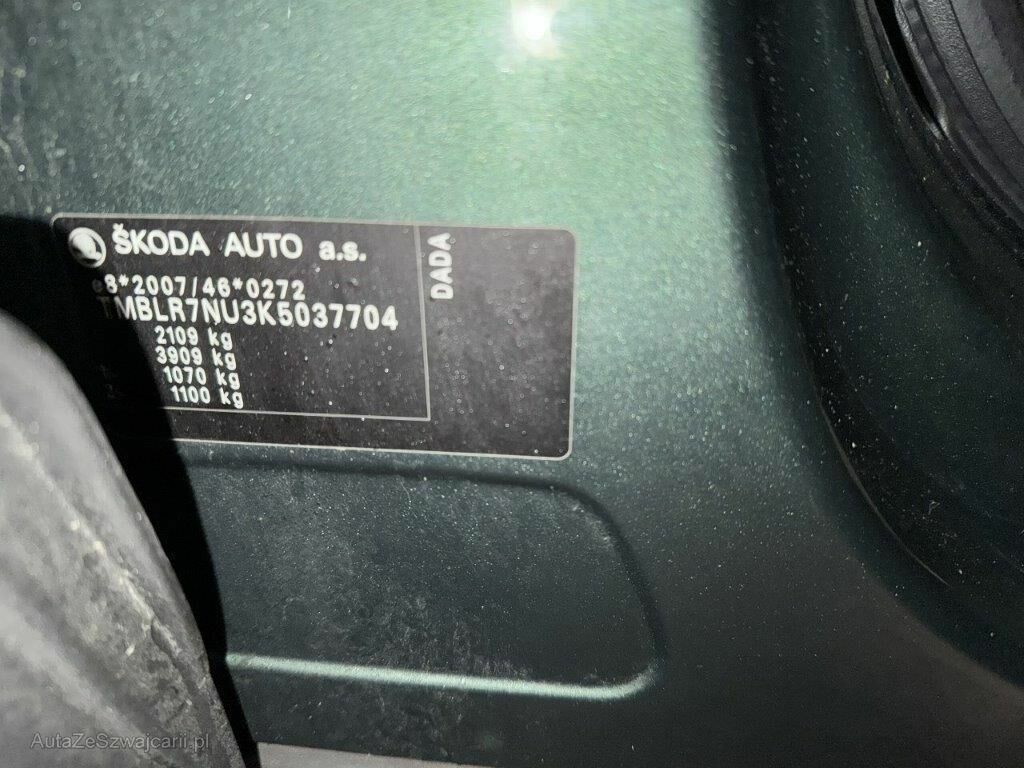 ŠKODA AUTO a.s.
e8*2007/46*0272
TMBLR7NU3K5037704
2109 kg
3909 kg
1070 kg
1100 kg
DADA
AutaZeSzwajcarii.pl